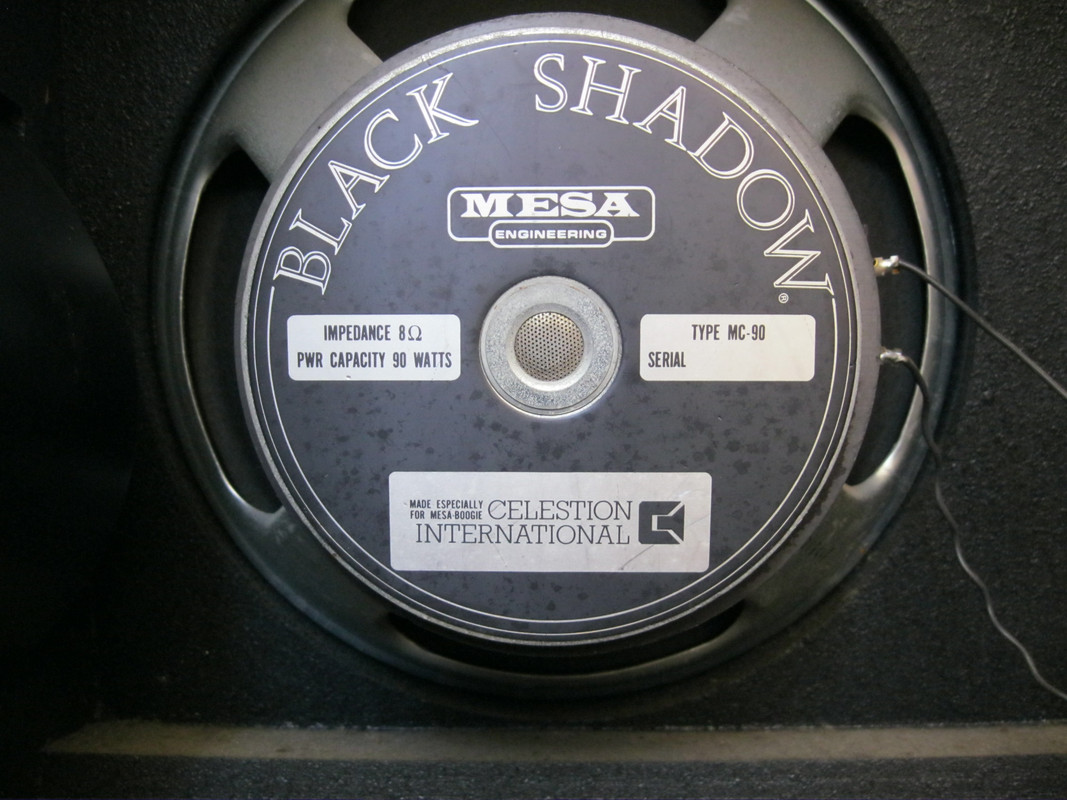 BLACK SHADOW®
MESA
ENGINEERING
IMPEDANCE 8Ω
PWR CAPACITY 90 WATTS
TYPE MC-90
SERIAL
MADE ESPECIALLY
FOR MESA-BOOGIE
CELESTION
INTERNATIONAL